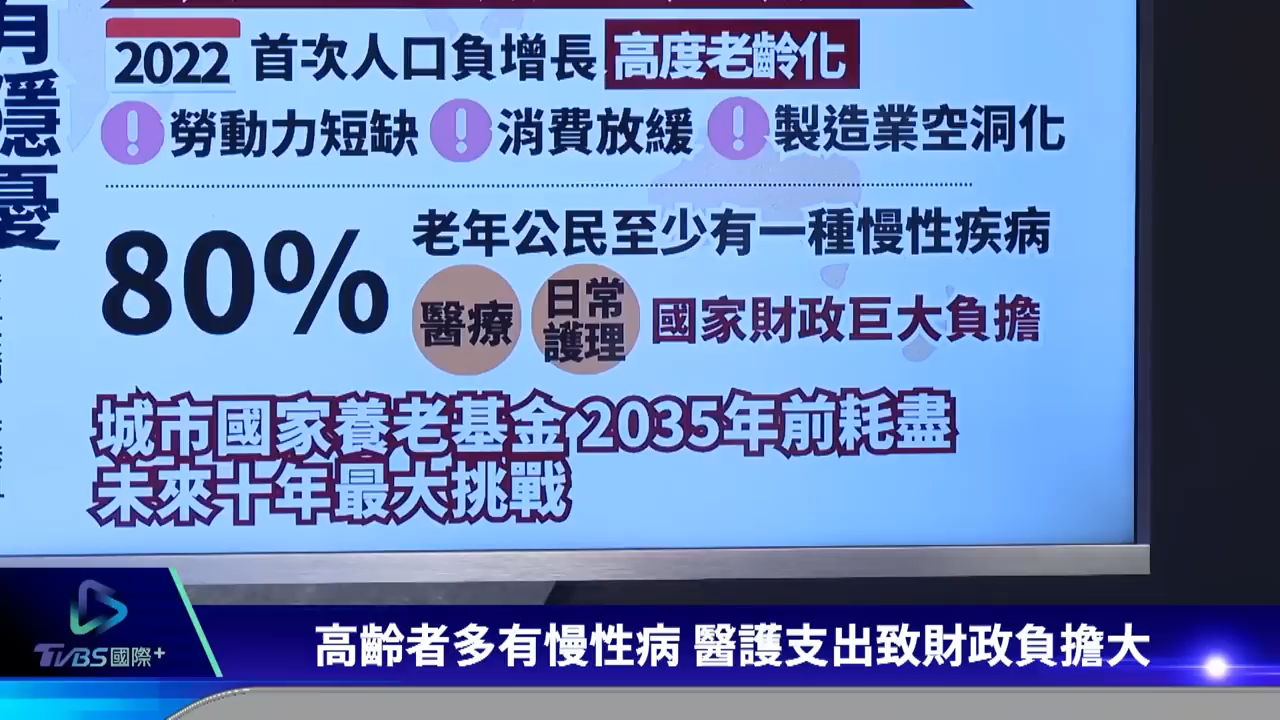 有隱憂
2022 首次人口負增長 高度老齡化
! 勞動力短缺 ! 消費放緩 ! 製造業空洞化
80%
老年公民至少有一種慢性疾病
醫療 日常護理 國家財政巨大負擔
城市國家養老基金2035年前耗盡
未來十年最大挑戰
高齡者多有慢性病 醫護支出致財政負擔大
TVBS國際+